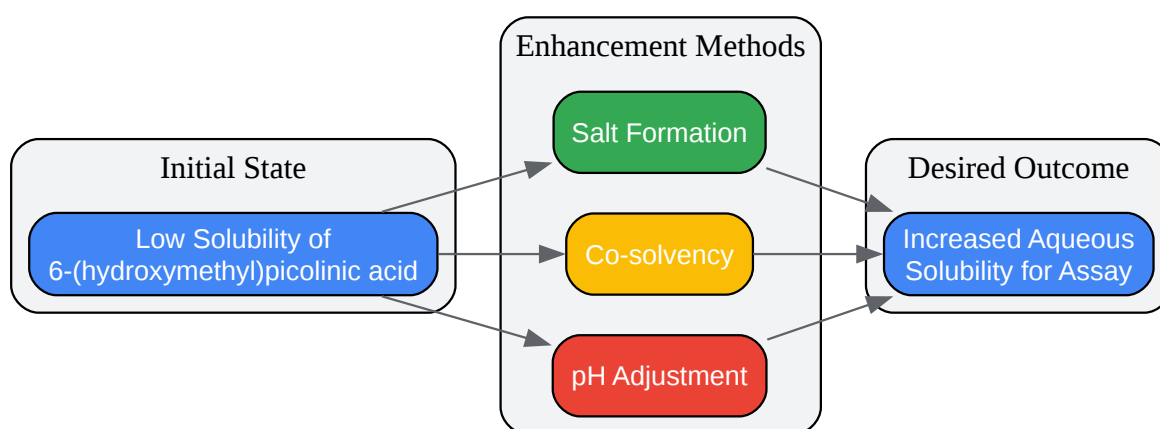 Initial State
Low Solubility of
6-(hydroxymethyl)picolinic acid
Enhancement Methods
Salt Formation
Co-solvency
pH Adjustment
Desired Outcome
Increased Aqueous
Solubility for Assay